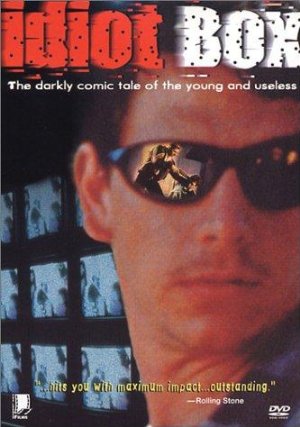 idiot BOX
The darkly comic tale of the young and useless
"...hits you with maximum impact...outstanding."
—Rolling Stone
DVD